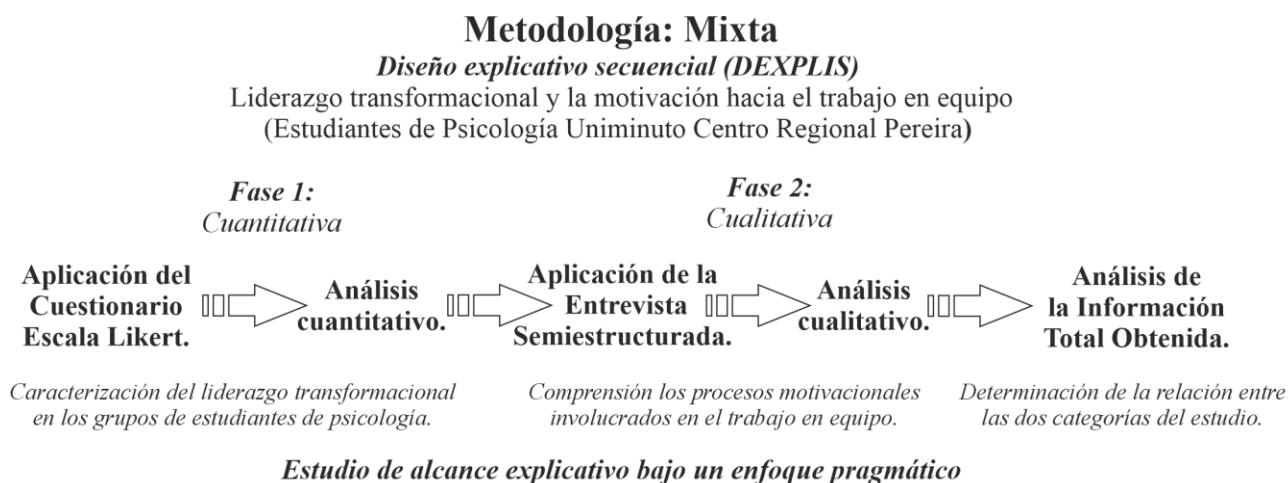 Metodología: Mixta
Diseño explicativo secuencial (DEXPLIS)
Liderazgo transformacional y la motivación hacia el trabajo en equipo
(Estudiantes de Psicología Uniminuto Centro Regional Pereira)
Fase 1:
Cuantitativa
Fase 2:
Cualitativa
Aplicación del
Cuestionario
Escala Likert.
Análisis
cuantitativo.
Aplicación de la
Entrevista
Semiestructurada.
Análisis
cualitativo.
Análisis de
la Información
Total Obtenida.
Caracterización del liderazgo transformacional
en los grupos de estudiantes de psicología.
Comprensión los procesos motivacionales
involucrados en el trabajo en equipo.
Determinación de la relación entre
las dos categorías del estudio.
Estudio de alcance explicativo bajo un enfoque pragmático